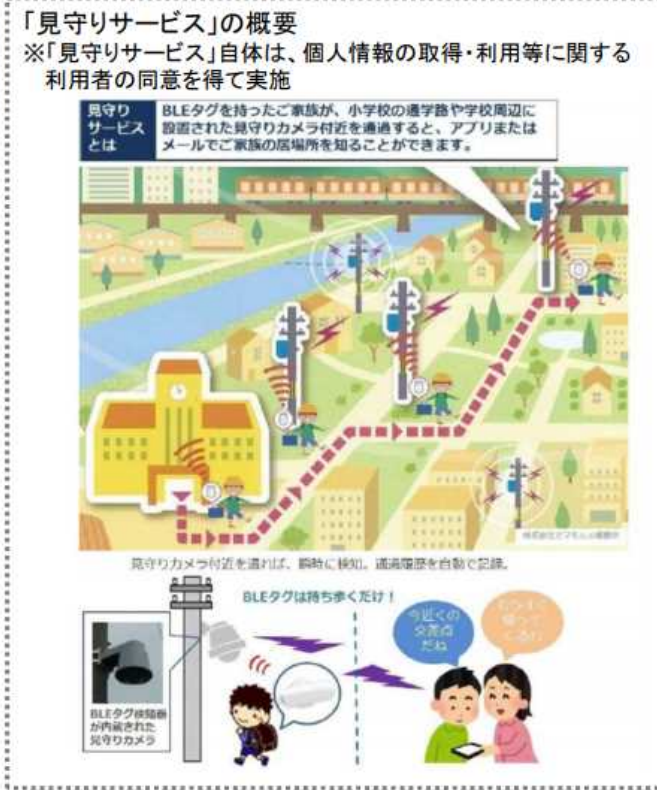 「見守りサービス」の概要
※「見守りサービス」自体は、個人情報の取得・利用等に関する
利用者の同意を得て実施
見守り
サービス
とは
BLEタグを持ったご家族が、小学校の通学路や学校周辺に
設置された見守りカメラ付近を通過すると、アプリまたは
メールでご家族の居場所を知ることができます。
見守りカメラ付近を通れば、瞬時に検知。通過履歴を自動で記録。
BLEタグは持ち歩くだけ！
BLEタグ検知器
が内蔵された
見守りカメラ
今近くの
交差点
だね
もうすぐ
帰って
くるわ